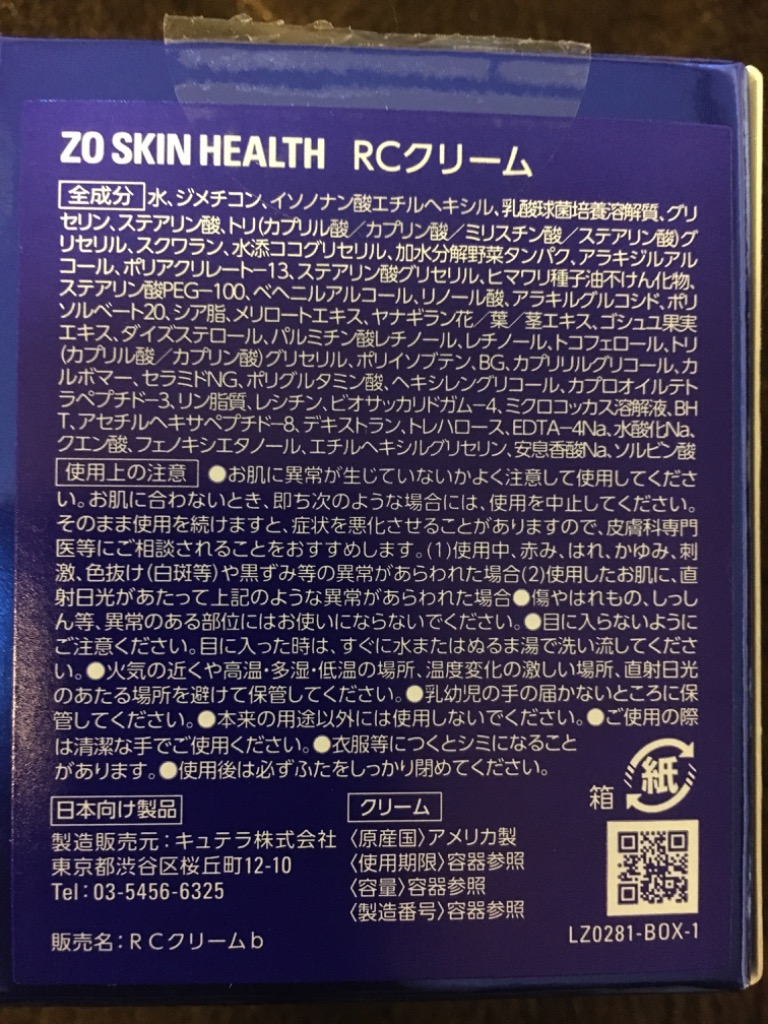 ZO SKIN HEALTH RCクリーム
全成分 水、ジメチコン、イソノナン酸エチルヘキシル、乳酸球菌培養溶解質、グリ
セリン、ステアリン酸、トリ(カプリル酸／カプリン酸／ミリスチン酸／ステアリン酸)グ
リセリル、スクワラン、水添ココグリセリル、加水分解野菜タンパク、アラキジルアル
コール、ポリアクリレート-13、ステアリン酸グリセリル、ヒマワリ種子油不けん化物、
ステアリン酸PEG-100、ベヘニルアルコール、リノール酸、アラキルグルコシド、ポリ
ソルベート20、シア脂、メリロートエキス、ヤナギラン花／葉／茎エキス、ゴシュユ果実
エキス、ダイズステロール、パルミチン酸レチノール、レチノール、トコフェロール、トリ
(カプリル酸／カプリン酸)グリセリル、ポリイソブテン、BG、カプリリルグリコール、カ
ルボマー、セラミドNG、ポリグルタミン酸、ヘキシレングリコール、カプロオイルテト
ラペプチド-3、リン脂質、レシチン、ビオサッカリドガム-4、ミクロコッカス溶解液、BH
T、アセチルヘキサペプチド-8、デキストラン、トレハロース、EDTA-4Na、水酸化Na、
クエン酸、フェノキシエタノール、エチルヘキシルグリセリン、安息香酸Na、ソルビン酸
使用上の注意 ●お肌に異常が生じていないかよく注意して使用してくださ
い。お肌に合わないとき、即ち次のような場合には、使用を中止してください。
そのまま使用を続けますと、症状を悪化させることがありますので、皮膚科専門
医等にご相談されることをおすすめします。(1)使用中、赤み、はれ、かゆみ、刺
激、色抜け(白斑等)や黒ずみ等の異常があらわれた場合(2)使用したお肌に、直
射日光があたって上記のような異常があらわれた場合●傷やはれもの、しっし
ん等、異常のある部位にはお使いにならないでください。●目に入らないように
ご注意ください。目に入った時は、すぐに水またはぬるま湯で洗い流してくださ
い。●火気の近くや高温・多湿・低温の場所、温度変化の激しい場所、直射日光
のあたる場所を避けて保管してください。●乳幼児の手の届かないところに保
管してください。●本来の用途以外には使用しないでください。●ご使用の際
は清潔な手でご使用ください。●衣服等につくとシミになること
があります。●使用後は必ずふたをしっかり閉めてください。
箱 紙
日本向け製品
製造販売元：キュテラ株式会社
東京都渋谷区桜丘町12-10
Tel：03-5456-6325
販売名：RCクリームb
クリーム
〈原産国〉アメリカ製
〈使用期限〉容器参照
〈容量〉容器参照
〈製造番号〉容器参照
LZ0281-BOX-1